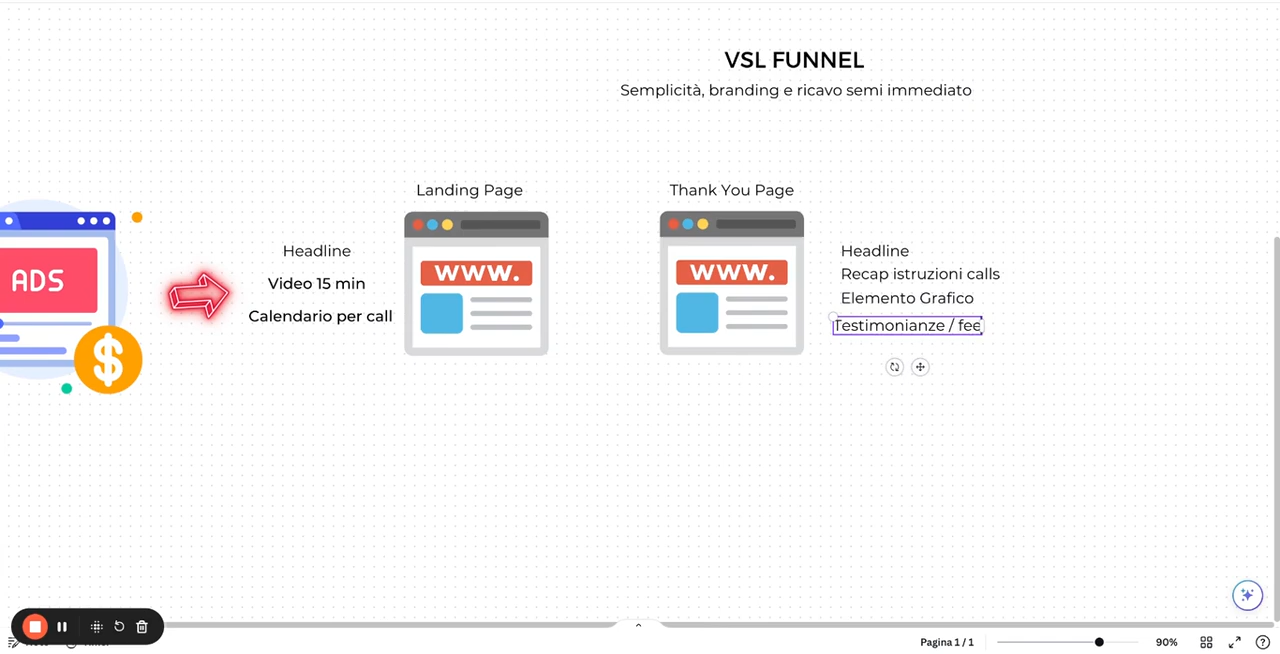 VSL FUNNEL
Semplicità, branding e ricavo semi immediato
Landing Page
Thank You Page
ADS
$
Headline
Video 15 min
Calendario per call
www.
www.
Headline
Recap istruzioni calls
Elemento Grafico
Testimonianze / fee
Pagina 1 / 1
90%